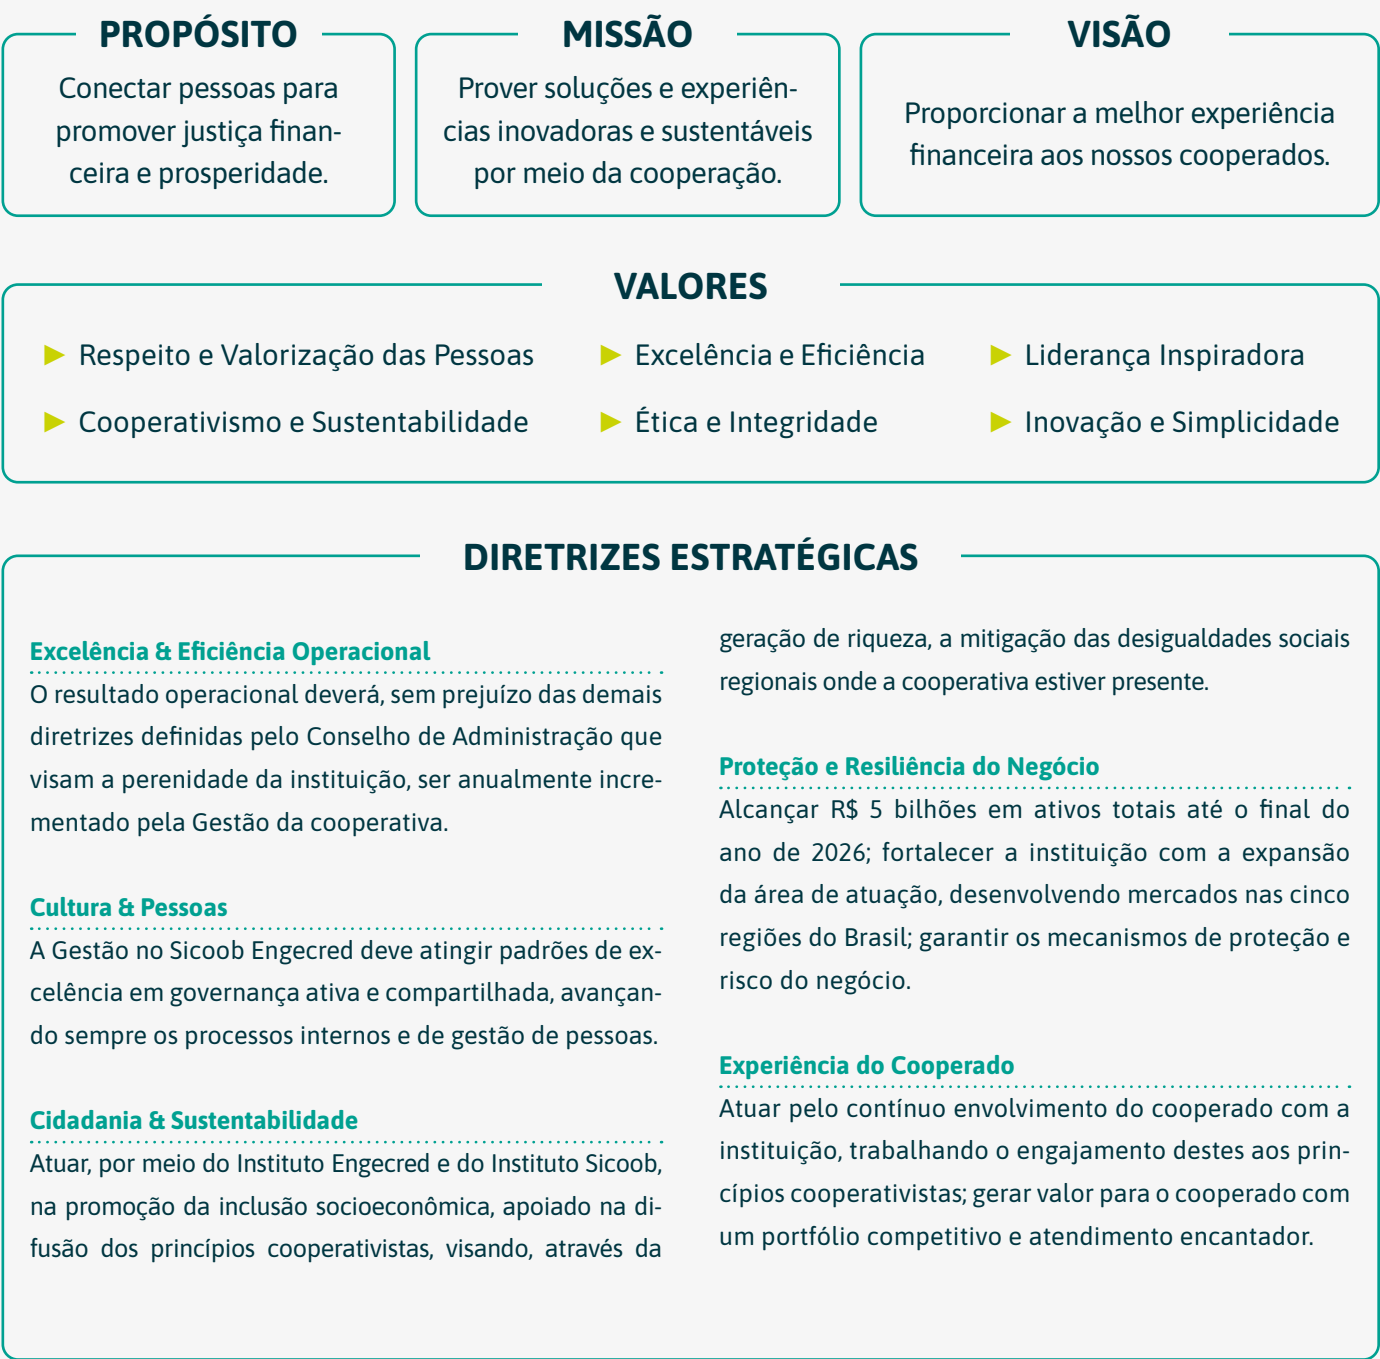 PROPÓSITO
Conectar pessoas para
promover justiça finan-
ceira e prosperidade.
MISSÃO
Prover soluções e experiên-
cias inovadoras e sustentáveis
por meio da cooperação.
VISÃO
Proporcionar a melhor experiência
financeira aos nossos cooperados.
VALORES
► Respeito e Valorização das Pessoas
► Excelência e Eficiência
► Liderança Inspiradora
► Cooperativismo e Sustentabilidade
► Ética e Integridade
► Inovação e Simplicidade
DIRETRIZES ESTRATÉGICAS
Excelência & Eficiência Operacional
O resultado operacional deverá, sem prejuízo das demais
diretrizes definidas pelo Conselho de Administração que
visam a perenidade da instituição, ser anualmente incre-
mentado pela Gestão da cooperativa.
Cultura & Pessoas
A Gestão no Sicoob Engecred deve atingir padrões de ex-
celência em governança ativa e compartilhada, avançan-
do sempre os processos internos e de gestão de pessoas.
Cidadania & Sustentabilidade
Atuar, por meio do Instituto Engecred e do Instituto Sicoob,
na promoção da inclusão socioeconômica, apoiado na di-
fusão dos princípios cooperativistas, visando, através da
geração de riqueza, a mitigação das desigualdades sociais
regionais onde a cooperativa estiver presente.
Proteção e Resiliência do Negócio
Alcançar R$ 5 bilhões em ativos totais até o final do
ano de 2026; fortalecer a instituição com a expansão
da área de atuação, desenvolvendo mercados nas cinco
regiões do Brasil; garantir os mecanismos de proteção e
risco do negócio.
Experiência do Cooperado
Atuar pelo contínuo envolvimento do cooperado com a
instituição, trabalhando o engajamento destes aos prin-
cípios cooperativistas; gerar valor para o cooperado com
um portfólio competitivo e atendimento encantador.